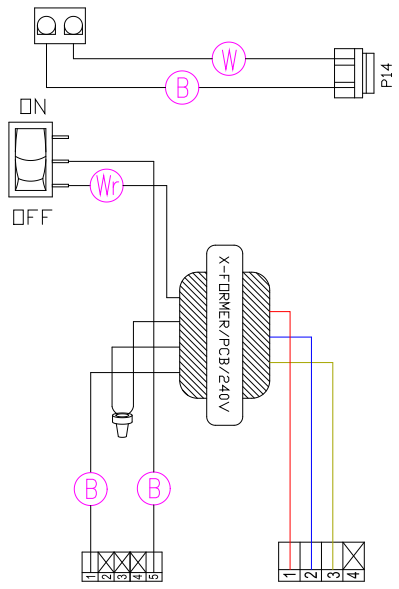 W
B
P14
ON
OFF
Wr
X-FORMER/PCB/240V
B
B
1 2 3 4 5
1 2 3 4